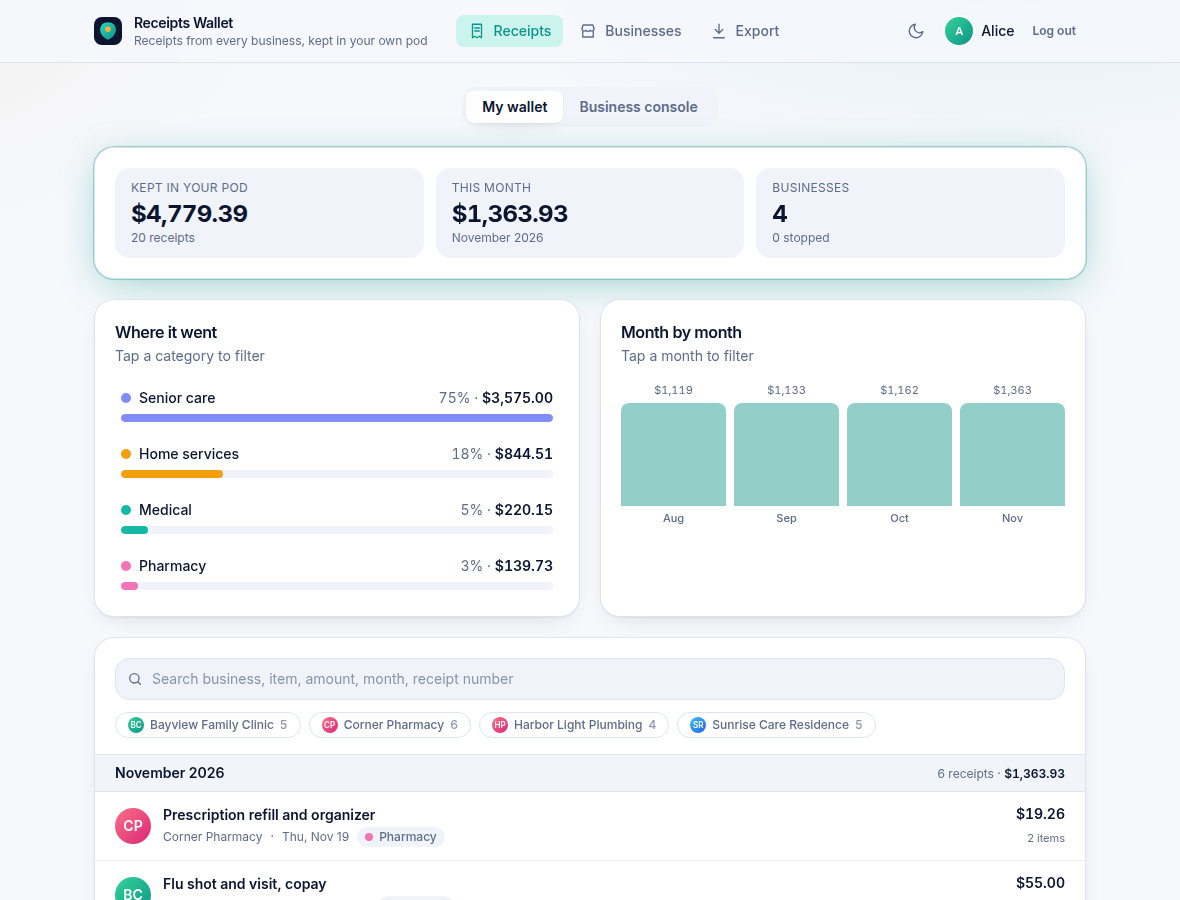 Receipts Wallet
Receipts from every business, kept in your own pod
Receipts
Businesses
Export
A
Alice
Log out
My wallet
Business console
KEPT IN YOUR POD
$4,779.39
20 receipts
THIS MONTH
$1,363.93
November 2026
BUSINESSES
4
0 stopped
Where it went
Tap a category to filter
Senior care
75% · $3,575.00
Home services
18% · $844.51
Medical
5% · $220.15
Pharmacy
3% · $139.73
Month by month
Tap a month to filter
$1,119
$1,133
$1,162
$1,363
Aug
Sep
Oct
Nov
Search business, item, amount, month, receipt number
BC Bayview Family Clinic 5
CP Corner Pharmacy 6
HP Harbor Light Plumbing 4
SR Sunrise Care Residence 5
November 2026
6 receipts · $1,363.93
CP
Prescription refill and organizer
$19.26
Corner Pharmacy · Thu, Nov 19 Pharmacy
2 items
BC
Flu shot and visit, copay
$55.00